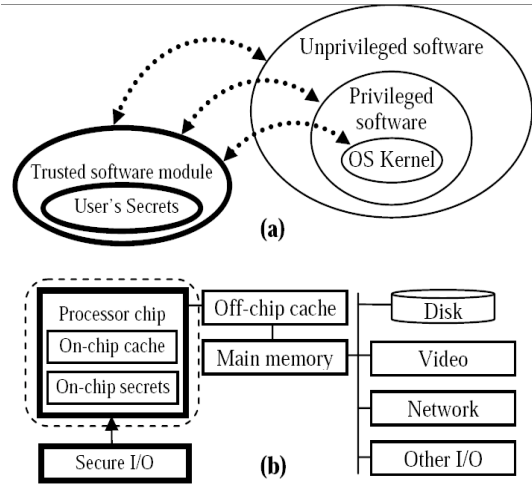 Unprivileged software
Privileged
software
OS Kernel
Trusted software module
User's Secrets
(a)
Processor chip
On-chip cache
On-chip secrets
Secure I/O
Off-chip cache
Main memory
Disk
Video
Network
Other I/O
(b)